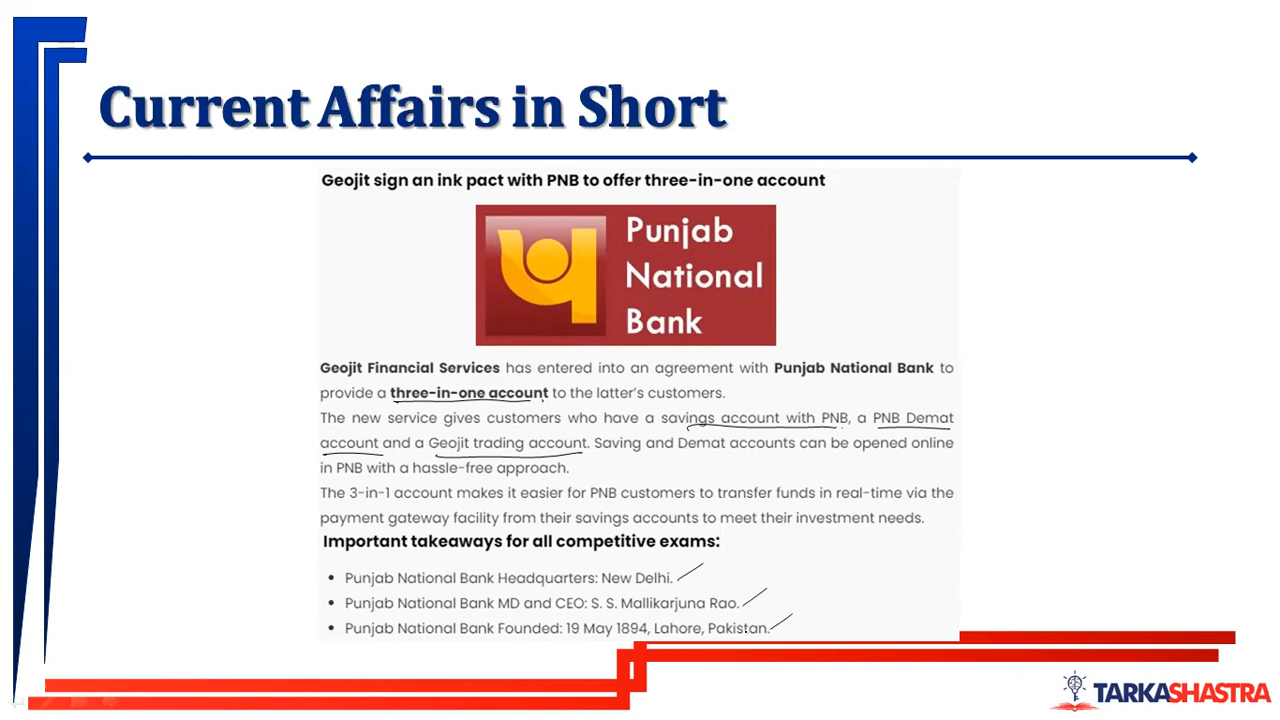 Current Affairs in Short
Geojit sign an ink pact with PNB to offer three-in-one account
Punjab
National
Bank
Geojit Financial Services has entered into an agreement with Punjab National Bank to
provide a three-in-one account to the latter's customers.
The new service gives customers who have a savings account with PNB, a PNB Demat
account and a Geojit trading account. Saving and Demat accounts can be opened online
in PNB with a hassle-free approach.
The 3-in-1 account makes it easier for PNB customers to transfer funds in real-time via the
payment gateway facility from their savings accounts to meet their investment needs.
Important takeaways for all competitive exams:
• Punjab National Bank Headquarters: New Delhi.
• Punjab National Bank MD and CEO: S. S. Mallikarjuna Rao.
• Punjab National Bank Founded: 19 May 1894, Lahore, Pakistan.
TARKASHASTRA